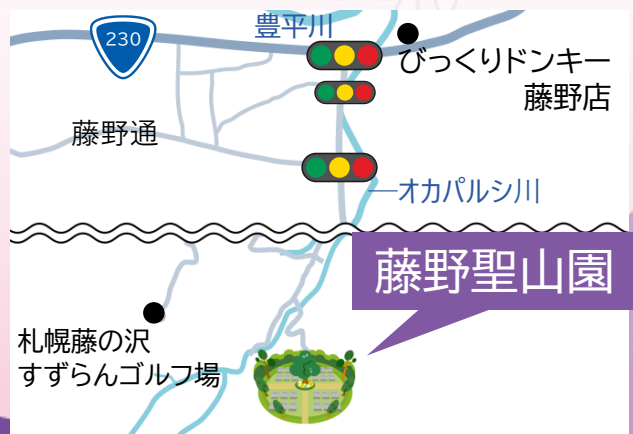 豊平川
230
びっくりドンキー
藤野店
藤野通
オカパルシ川
藤野聖山園
札幌藤の沢
すずらんゴルフ場